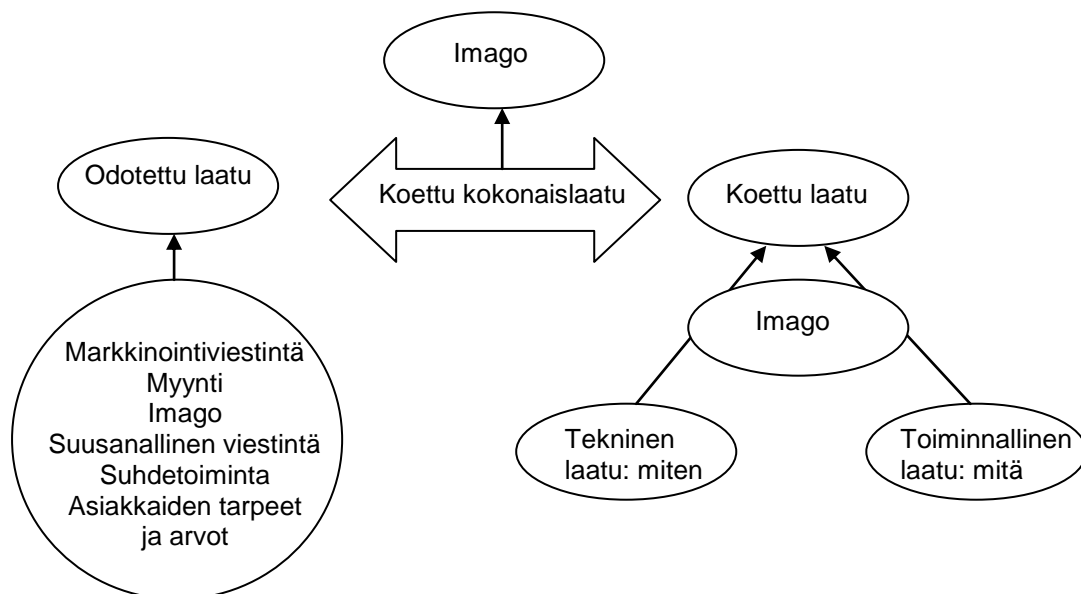 Imago
Odotettu laatu
Koettu kokonaislaatu
Koettu laatu
Markkinointiviestintä
Myynti
Imago
Suusanallinen viestintä
Suhdetoiminta
Asiakkaiden tarpeet
ja arvot
Imago
Tekninen
laatu: miten
Toiminnallinen
laatu: mitä